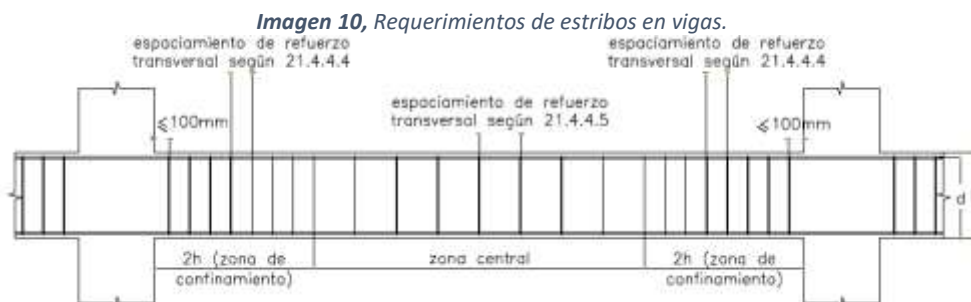 Imagen 10, Requerimientos de estribos en vigas.
espaciamiento de refuerzo
transversal según 21.4.4.4
espaciamiento de refuerzo
transversal según 21.4.4.4
espaciamiento de refuerzo
transversal según 21.4.4.5
≤100mm
≤100mm
d
2h (zona de
confinamiento)
zona central
2h (zona de
confinamiento)